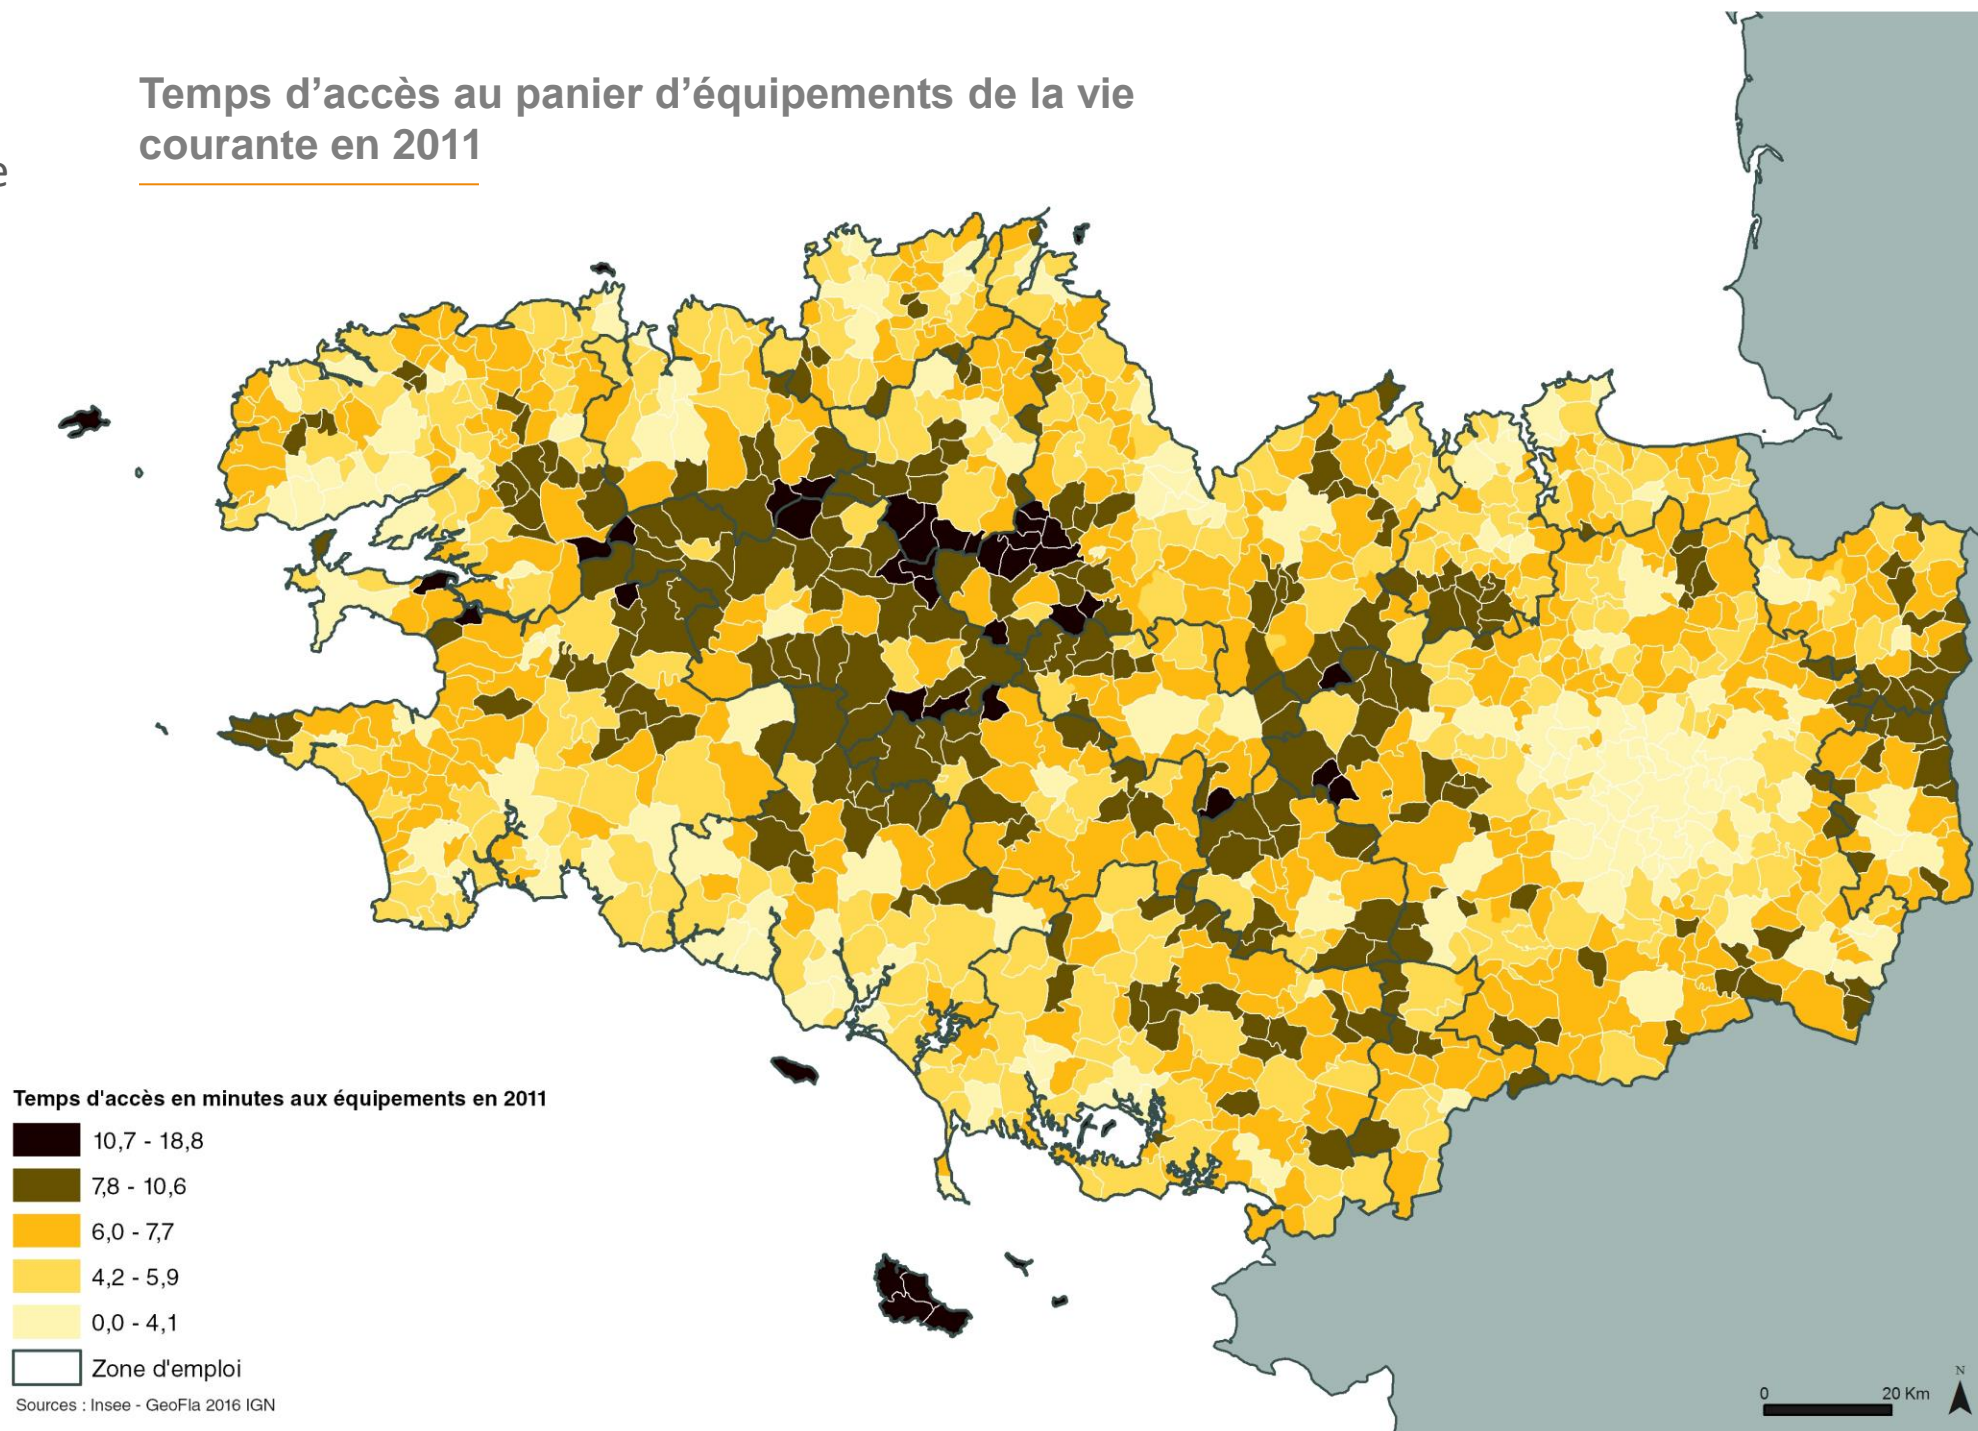 Temps d’accès au panier d’équipements de la vie
courante en 2011
e
Temps d'accès en minutes aux équipements en 2011
10,7 - 18,8
7,8 - 10,6
6,0 - 7,7
4,2 - 5,9
0,0 - 4,1
Zone d'emploi
Sources : Insee - GeoFla 2016 IGN
0 20 Km
N